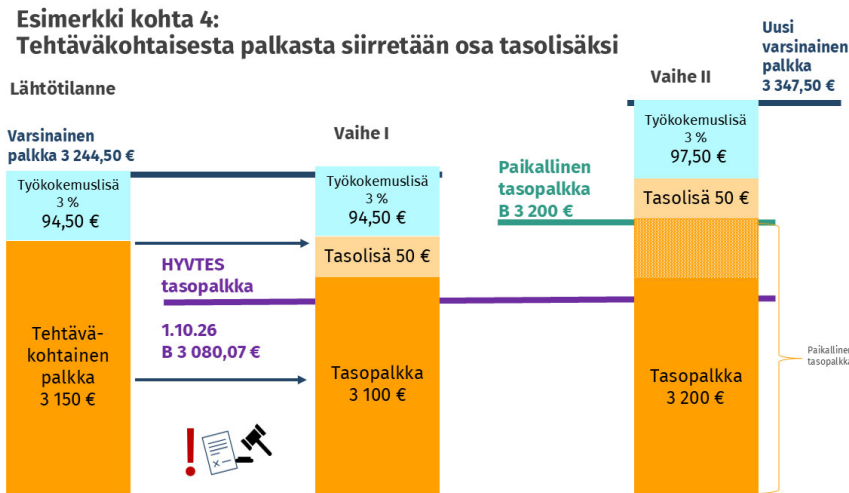 Esimerkki kohta 4:
Tehtäväkohtaisesta palkasta siirretään osa tasolisäksi
Lähtötilanne
Varsinainen
palkka 3 244,50 €
Työkokemuslisä
3 %
94,50 €
Tehtävä-
kohtainen
palkka
3 150 €
HYVTES
tasopalkka
1.10.26
B 3 080,07 €
Vaihe I
Työkokemuslisä
3 %
94,50 €
Tasolisä 50 €
Tasopalkka
3 100 €
Paikallinen
tasopalkka
B 3 200 €
Vaihe II
Työkokemuslisä
3 %
97,50 €
Tasolisä 50 €
Tasopalkka
3 200 €
Uusi
varsinainen
palkka
3 347,50 €
Paikallinen
tasopalkka